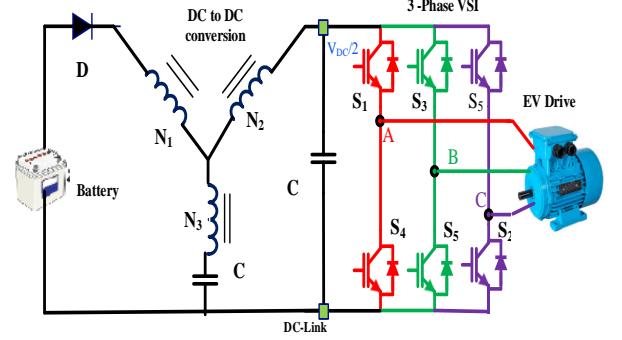 3 -Phase VSI
DC to DC
conversion
V_DC/2
D
S₁
S₃
S₅
EV Drive
N₁
N₂
A
B
Battery
C
C
N₃
S₄
S₅
S₂
C
DC-Link